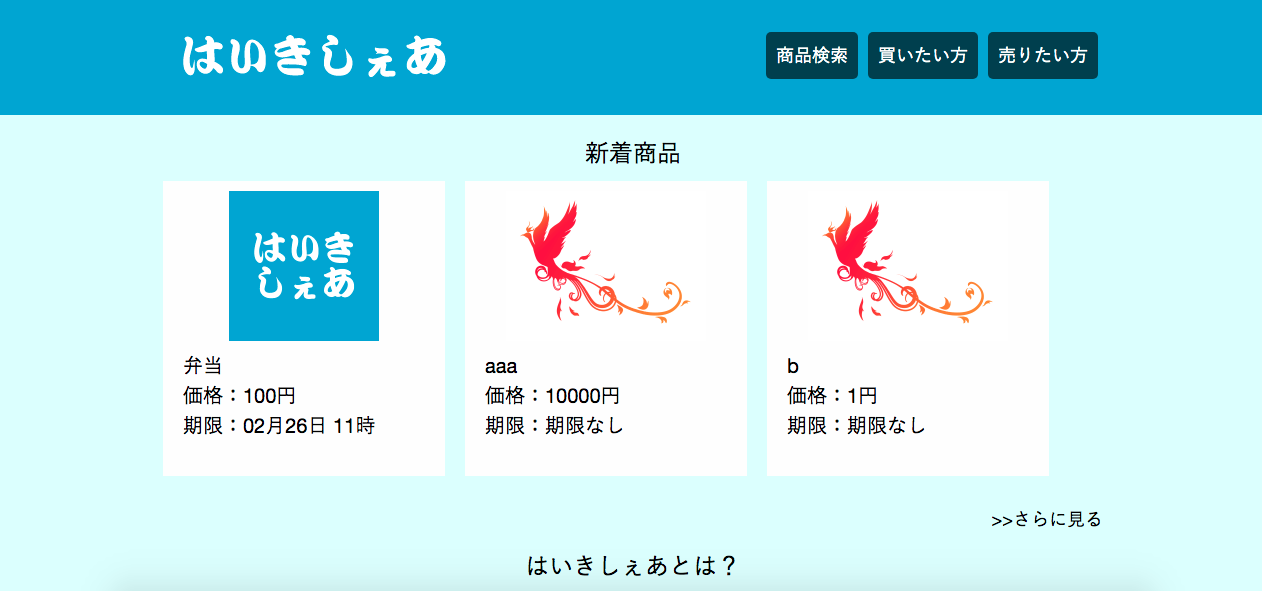 はいきしぇあ
商品検索 買いたい方 売りたい方
新着商品
はいき
しぇあ
弁当
価格：100円
期限：02月26日 11時
aaa
価格：10000円
期限：期限なし
b
価格：1円
期限：期限なし
>>さらに見る
はいきしぇあとは？